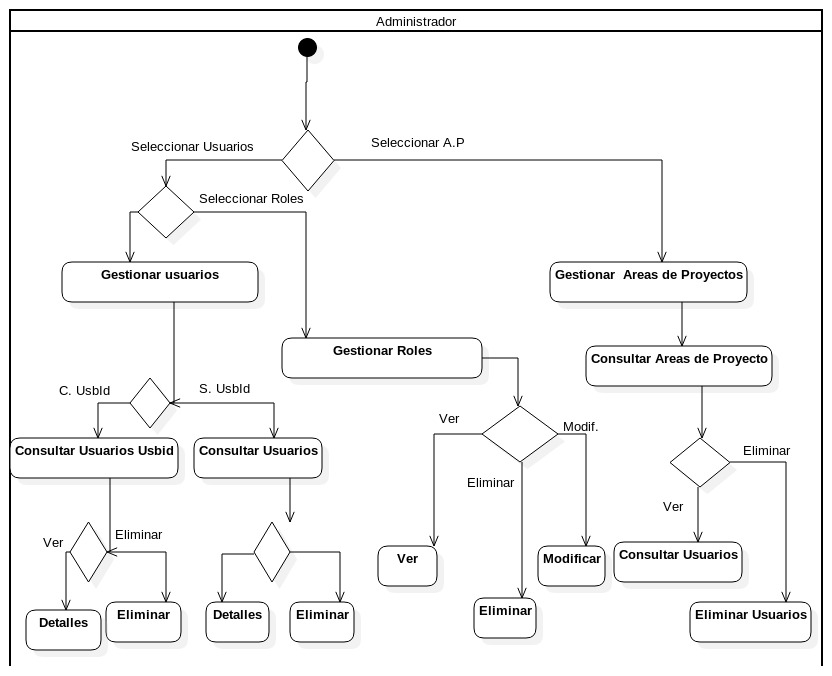 Administrador
Seleccionar Usuarios
Seleccionar A.P
Seleccionar Roles
Gestionar usuarios
Gestionar  Areas de Proyectos
Gestionar Roles
Consultar Areas de Proyecto
C. UsbId
S. UsbId
Ver
Modif.
Eliminar
Consultar Usuarios Usbid
Consultar Usuarios
Eliminar
Ver
Ver
Eliminar
Ver
Modificar
Consultar Usuarios
Detalles
Eliminar
Detalles
Eliminar
Eliminar
Eliminar Usuarios